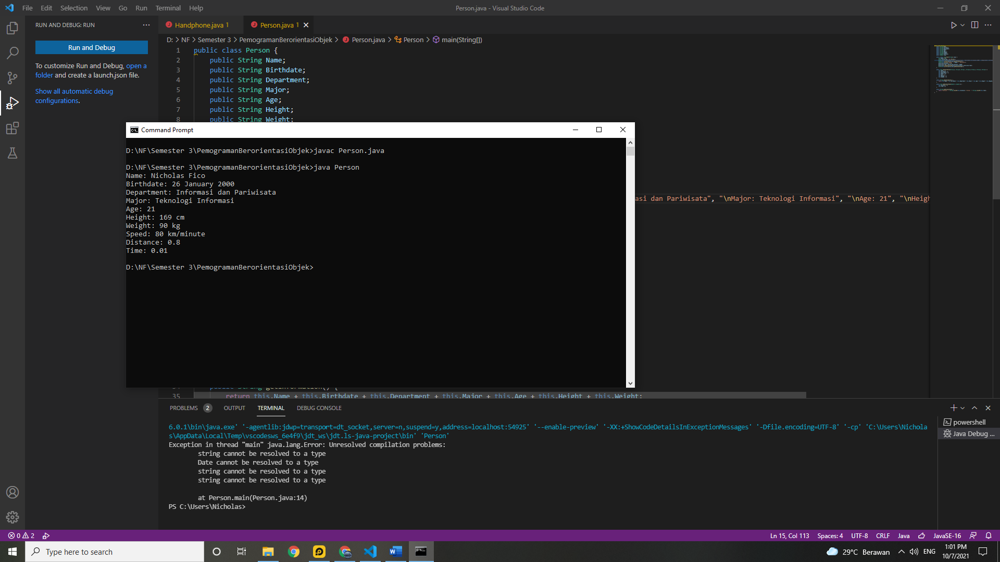 File Edit Selection View Go Run Terminal Help
Person.java - Visual Studio Code
RUN AND DEBUG: RUN
Run and Debug
To customize Run and Debug, open a
folder and create a launch.json file.
Show all automatic debug
configurations.
Handphone.java 1
Person.java 1
D: > NF > Semester 3 > PemogramanBerorientasiObjek > Person.java > Person > main(String[])
1 public class Person {
2 public String Name;
3 public String Birthdate;
4 public String Department;
5 public String Major;
6 public String Age;
7 public String Height;
8 public String Weight;
Command Prompt
D:\NF\Semester 3\PemogramanBerorientasiObjek>javac Person.java
D:\NF\Semester 3\PemogramanBerorientasiObjek>java Person
Name: Nicholas Fico
Birthdate: 26 January 2000
Department: Informasi dan Pariwisata
Major: Teknologi Informasi
Age: 21
Height: 169 cm
Weight: 90 kg
Speed: 80 km/minute
Distance: 0.8
Time: 0.01
D:\NF\Semester 3\PemogramanBerorientasiObjek>
asi dan Pariwisata", "\nMajor: Teknologi Informasi", "\nAge: 21", "\nHeigh
35 return this.Name + this.Birthdate + this.Department + this.Major + this.Age + this.Height + this.Weight;
PROBLEMS 2 OUTPUT TERMINAL DEBUG CONSOLE
6.0.1\bin\java.exe' '-agentlib:jdwp=transport=dt_socket,server=n,suspend=y,address=localhost:54925' '--enable-preview' '-XX:+ShowCodeDetailsInExceptionMessages' '-Dfile.encoding=UTF-8' '-cp' 'C:\Users\Nichola
s\AppData\Local\Temp\vscodesws_6e4f9\jdt_ws\jdt.ls-java-project\bin' 'Person'
Exception in thread "main" java.lang.Error: Unresolved compilation problems:
string cannot be resolved to a type
Date cannot be resolved to a type
string cannot be resolved to a type
string cannot be resolved to a type
at Person.main(Person.java:14)
PS C:\Users\Nicholas>
powershell
Java Debug ...
0 2
Ln 15, Col 113 Spaces: 4 UTF-8 CRLF Java JavaSE-16
Type here to search
29°C Berawan
ENG
1:01 PM
10/7/2021